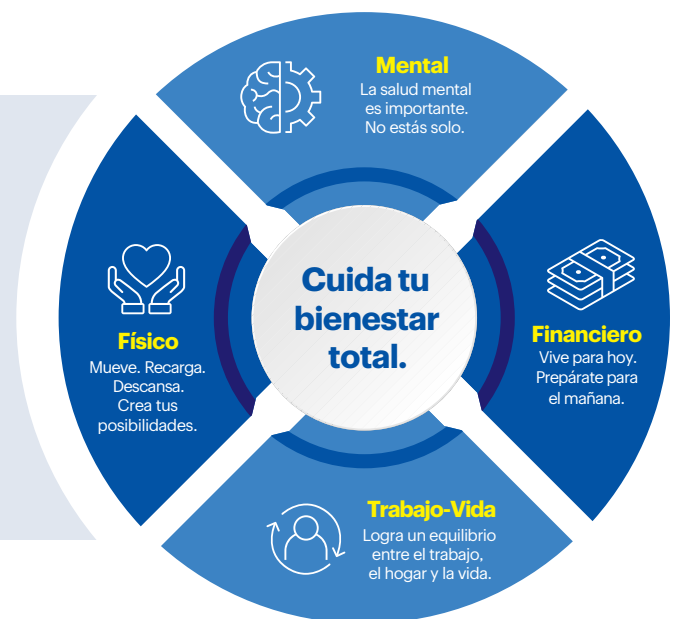 Mental
La salud mental
es importante.
No estás solo.
Cuida tu
bienestar
total.
Físico
Mueve. Recarga.
Descansa.
Crea tus
posibilidades.
Financiero
Vive para hoy.
Prepárate para
el mañana.
Trabajo-Vida
Logra un equilibrio
entre el trabajo,
el hogar y la vida.